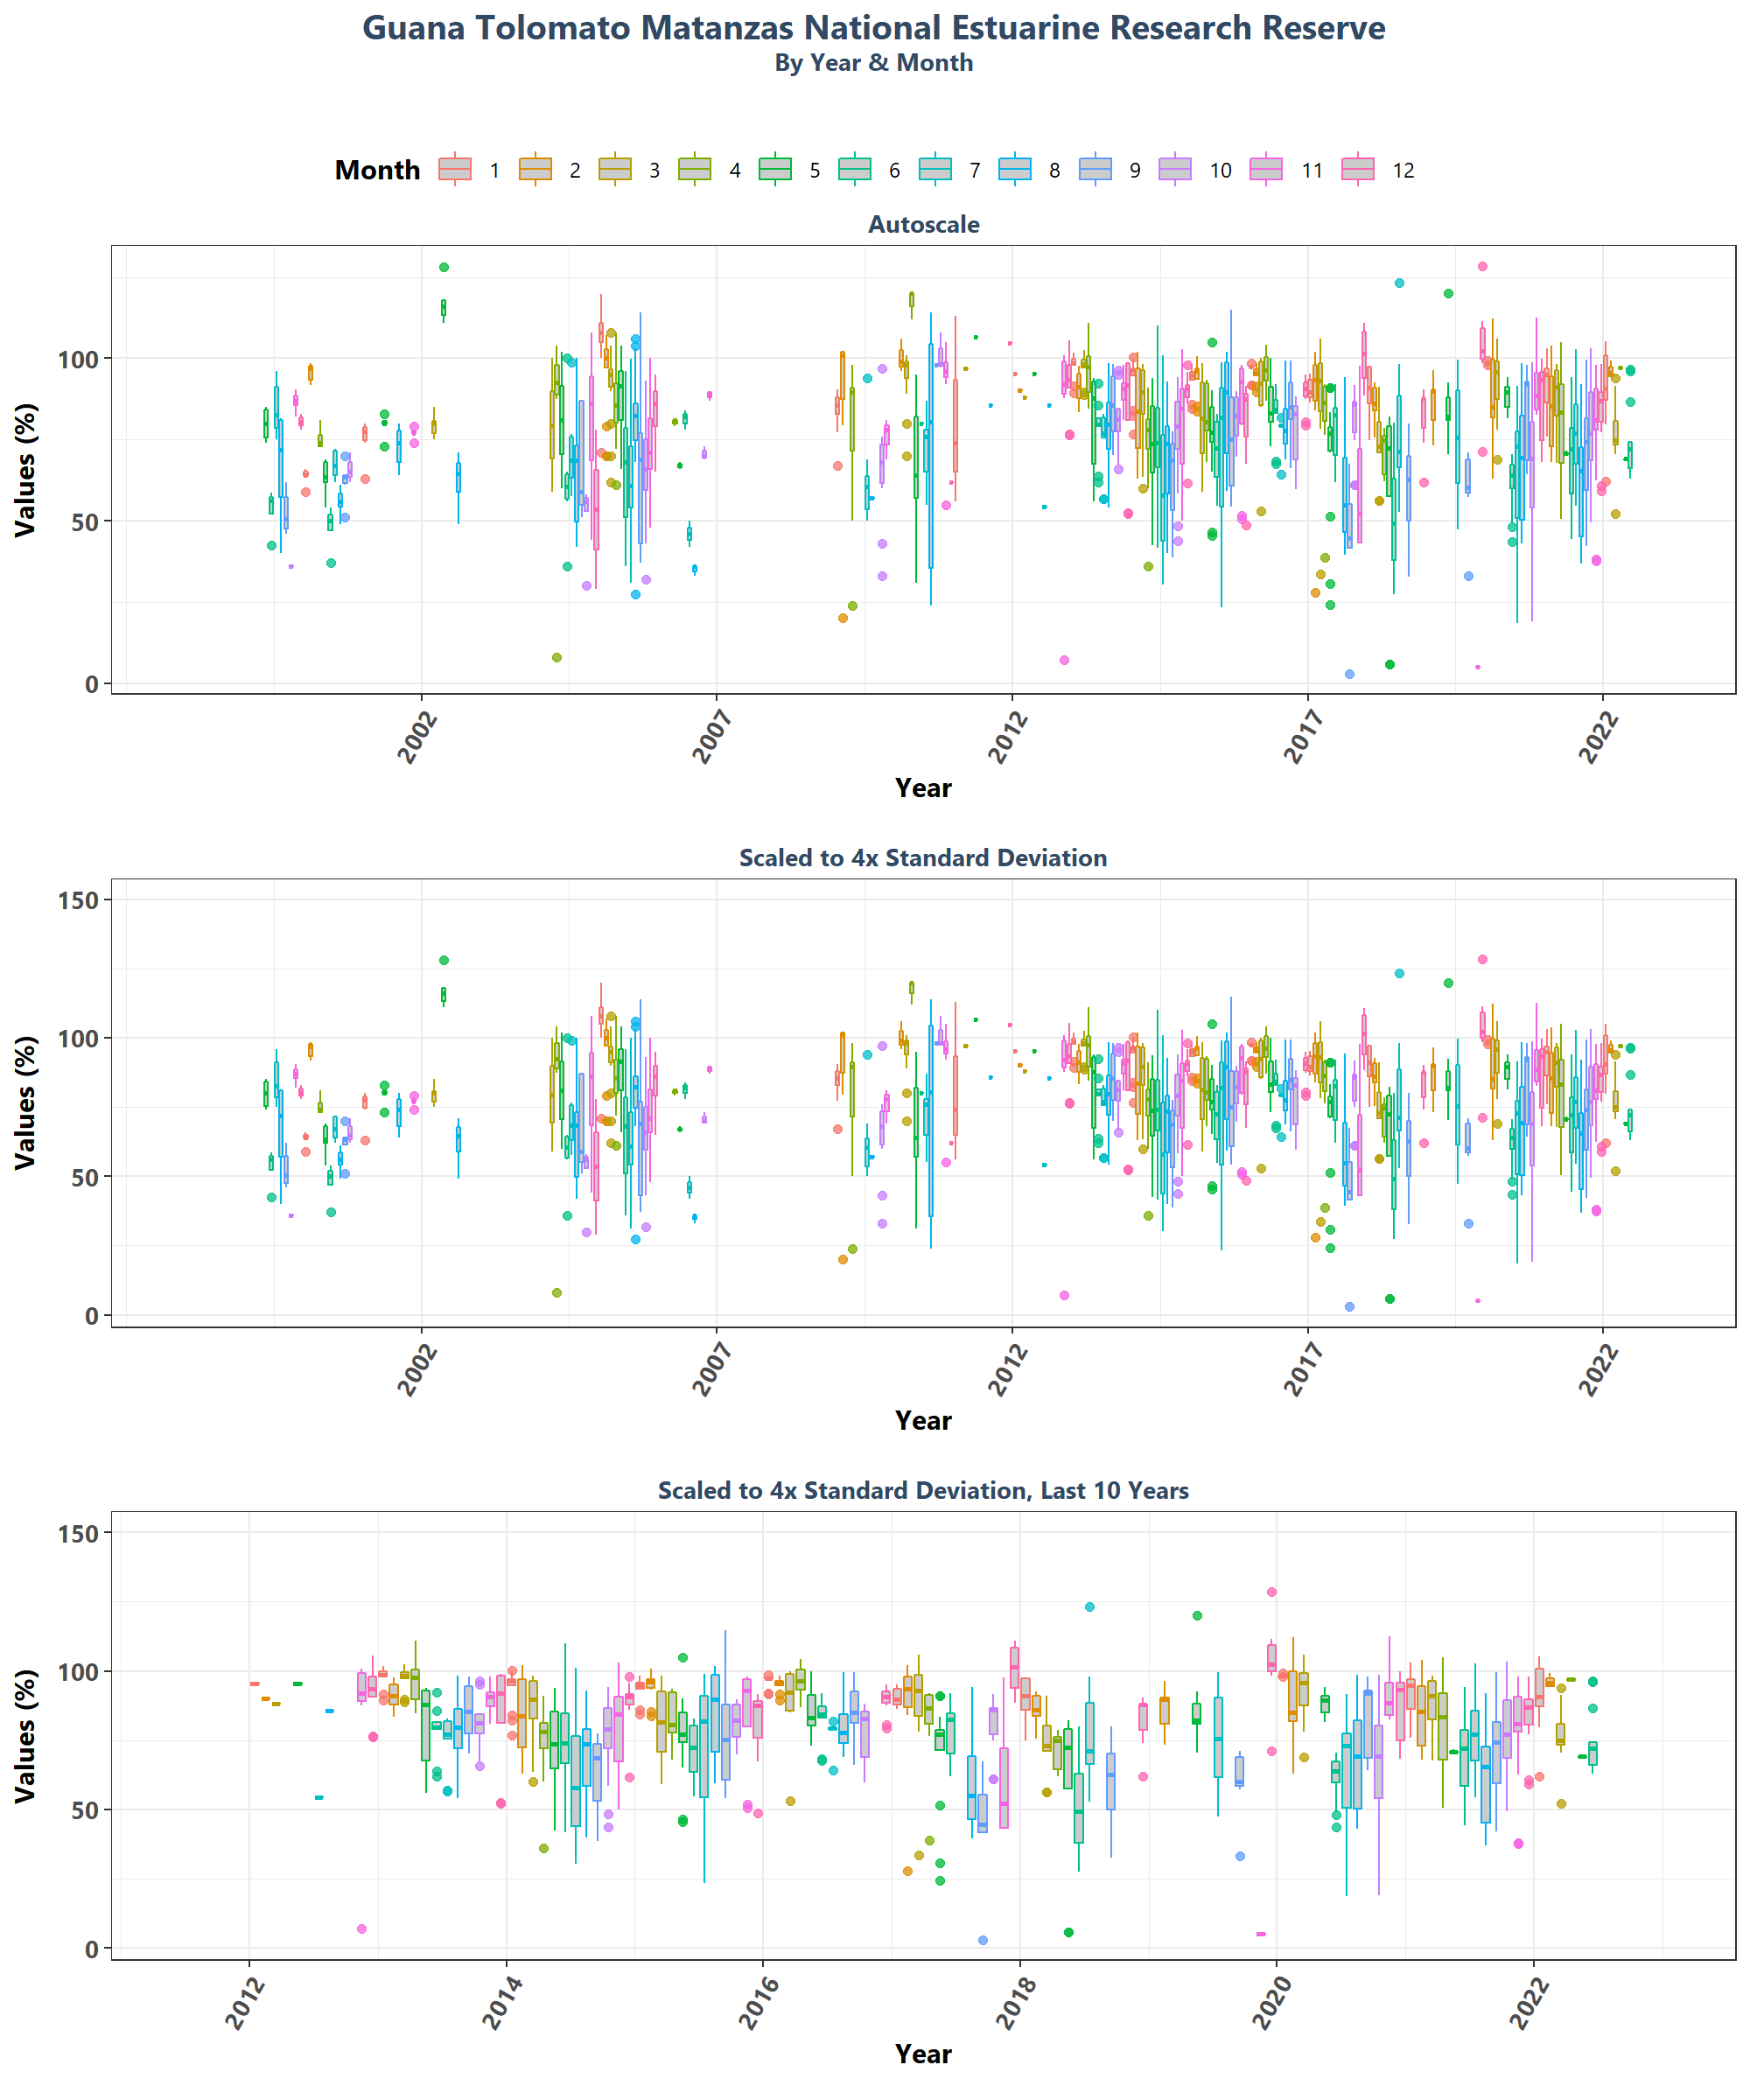 Guana Tolomato Matanzas National Estuarine Research Reserve
By Year & Month
Month 1 2 3 4 5 6 7 8 9 10 11 12
Autoscale
Values (%)
100
50
0
2002 2007 2012 2017 2022
Year
Scaled to 4x Standard Deviation
Values (%)
150
100
50
0
2002 2007 2012 2017 2022
Year
Scaled to 4x Standard Deviation, Last 10 Years
Values (%)
150
100
50
0
2012 2014 2016 2018 2020 2022
Year